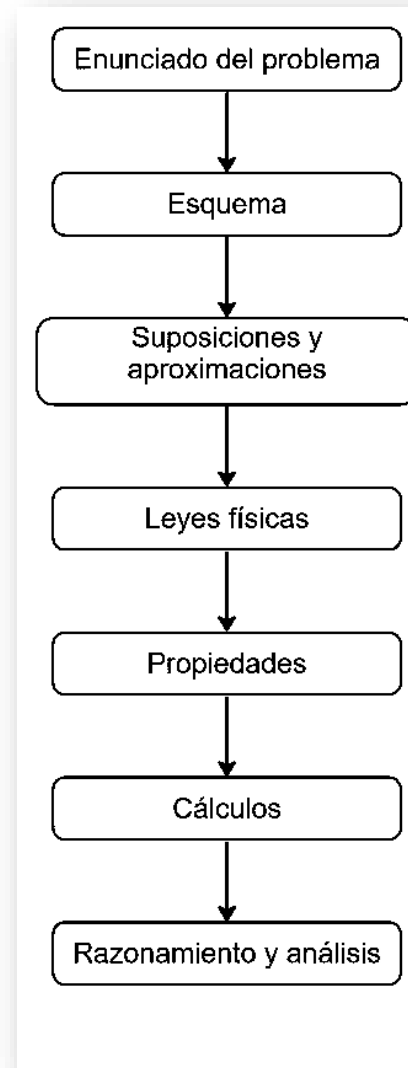 Enunciado del problema
Esquema
Suposiciones y
aproximaciones
Leyes físicas
Propiedades
Cálculos
Razonamiento y análisis